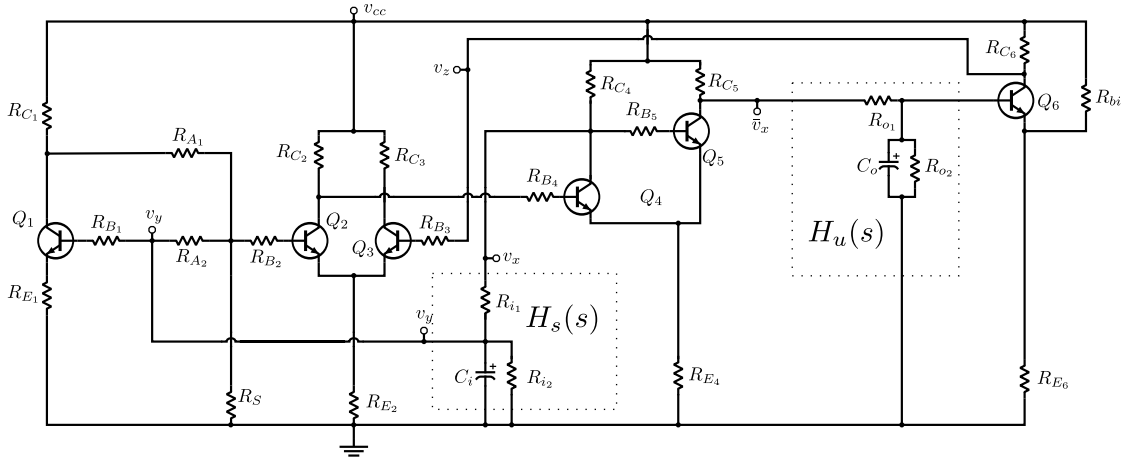 v_cc
R_C6
v_z
R_C4
R_C5
Q_6
R_bi
R_C1
R_B5
v̄_x
R_o1
R_A1
R_C2
R_C3
Q_5
C_o
+
R_o2
R_B4
Q_4
Q_1
R_B1
v_y
R_A2
R_B2
Q_2
Q_3
R_B3
H_u(s)
v_x
R_E1
R_i1
H_s(s)
v_y
C_i
+
R_i2
R_E4
R_E6
R_S
R_E2